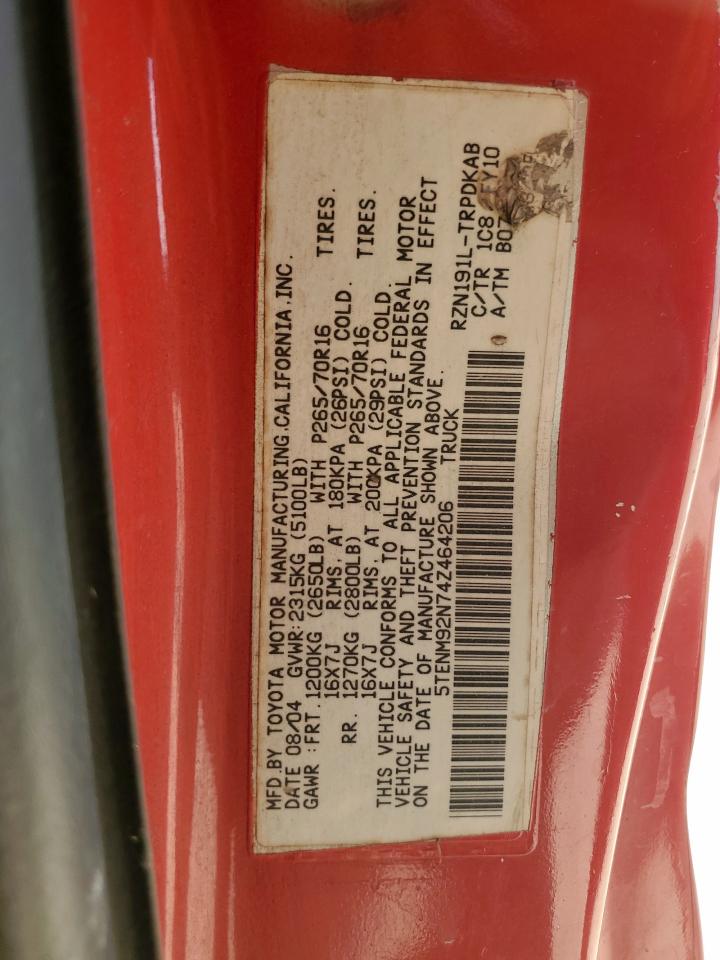 MFD.BY TOYOTA MOTOR MANUFACTURING.CALIFORNIA.INC.
DATE 08/04 GVWR:2315KG (5100LB)
GAWR :FRT.1200KG (2650LB) WITH P265/70R16 TIRES.
16X7J RIMS. AT 180KPA (26PSI) COLD.
RR. 1270KG (2800LB) WITH P265/70R16 TIRES.
16X7J RIMS. AT 200KPA (29PSI) COLD.
THIS VEHICLE CONFORMS TO ALL APPLICABLE FEDERAL MOTOR
VEHICLE SAFETY AND THEFT PREVENTION STANDARDS IN EFFECT
ON THE DATE OF MANUFACTURE SHOWN ABOVE.
5TENM92N74Z464206 TRUCK
RZN191L-TRPDKAB
C/TR 1C8 FY10
A/TM